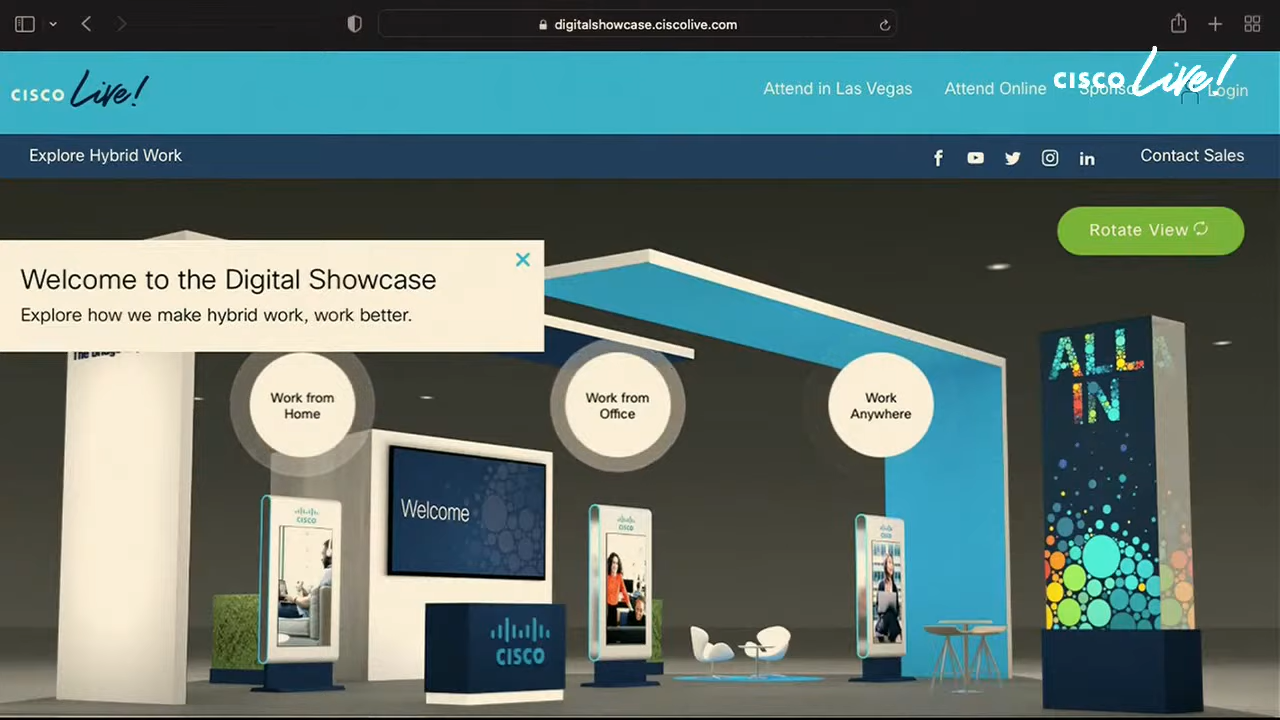 digitalshowcase.ciscolive.com
CISCO Live!
Attend in Las Vegas
Attend Online
CISCO Live!
Login
Explore Hybrid Work
Contact Sales
Rotate View
Welcome to the Digital Showcase
Explore how we make hybrid work, work better.
Work from
Home
Work from
Office
Work
Anywhere
ALL
IN
Welcome
CISCO
CISCO
CISCO
CISCO